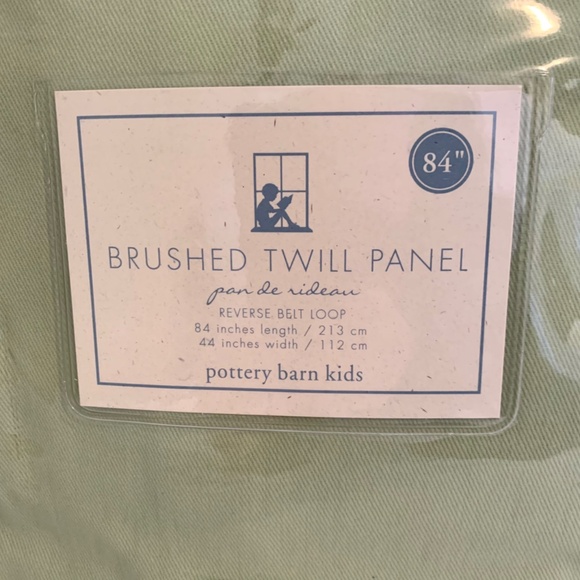 84"
BRUSHED TWILL PANEL
pan de rideau
REVERSE BELT LOOP
84 inches length / 213 cm
44 inches width / 112 cm
pottery barn kids